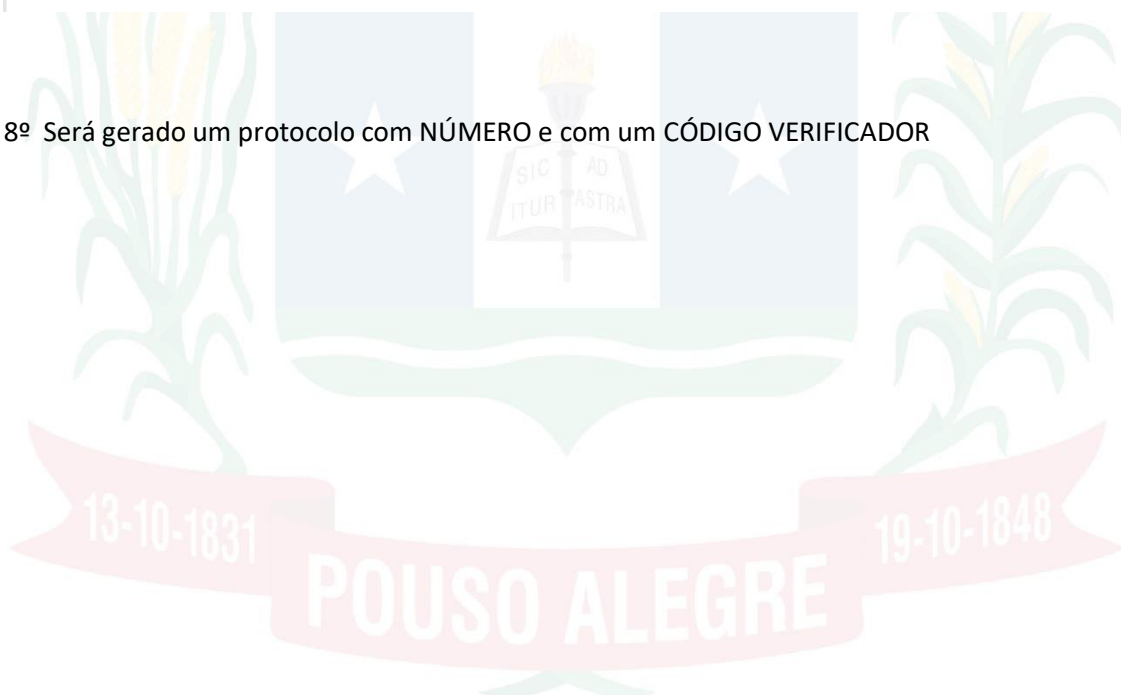 8º Será gerado um protocolo com NÚMERO e com um CÓDIGO VERIFICADOR
SIC AD
ITUR ASTRA
13-10-1831
19-10-1848
POUSO ALEGRE